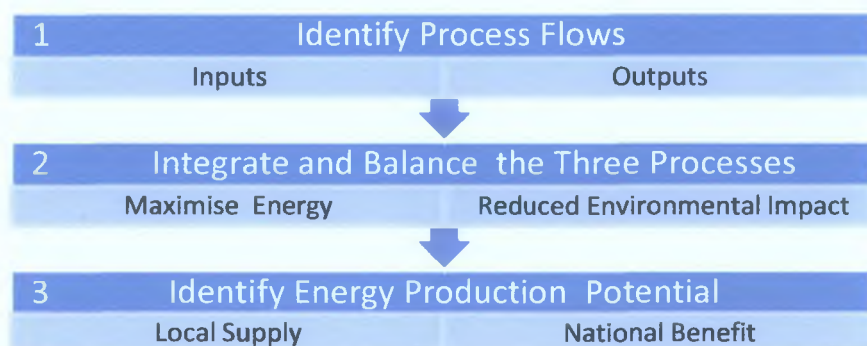 1 Identify Process Flows
Inputs Outputs
2 Integrate and Balance the Three Processes
Maximise Energy Reduced Environmental Impact
3 Identify Energy Production Potential
Local Supply National Benefit